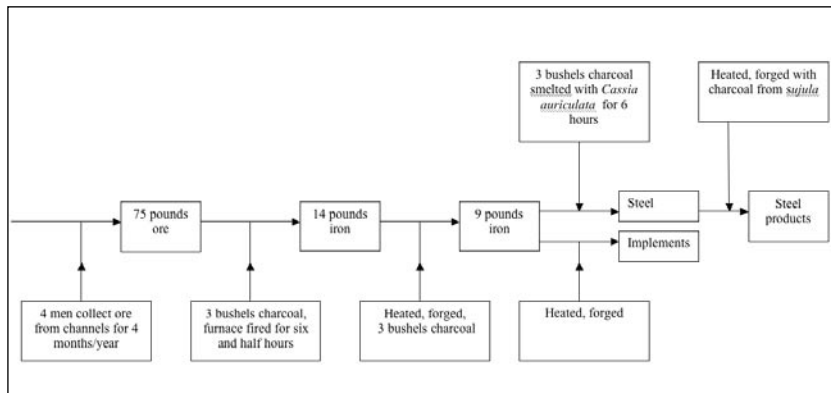 3 bushels charcoal
smelted with Cassia
auriculata for 6
hours
Heated, forged with
charcoal from sujula
75 pounds
ore
14 pounds
iron
9 pounds
iron
Steel
Implements
Steel
products
4 men collect ore
from channels for 4
months/year
3 bushels charcoal,
furnace fired for six
and half hours
Heated, forged,
3 bushels charcoal
Heated, forged